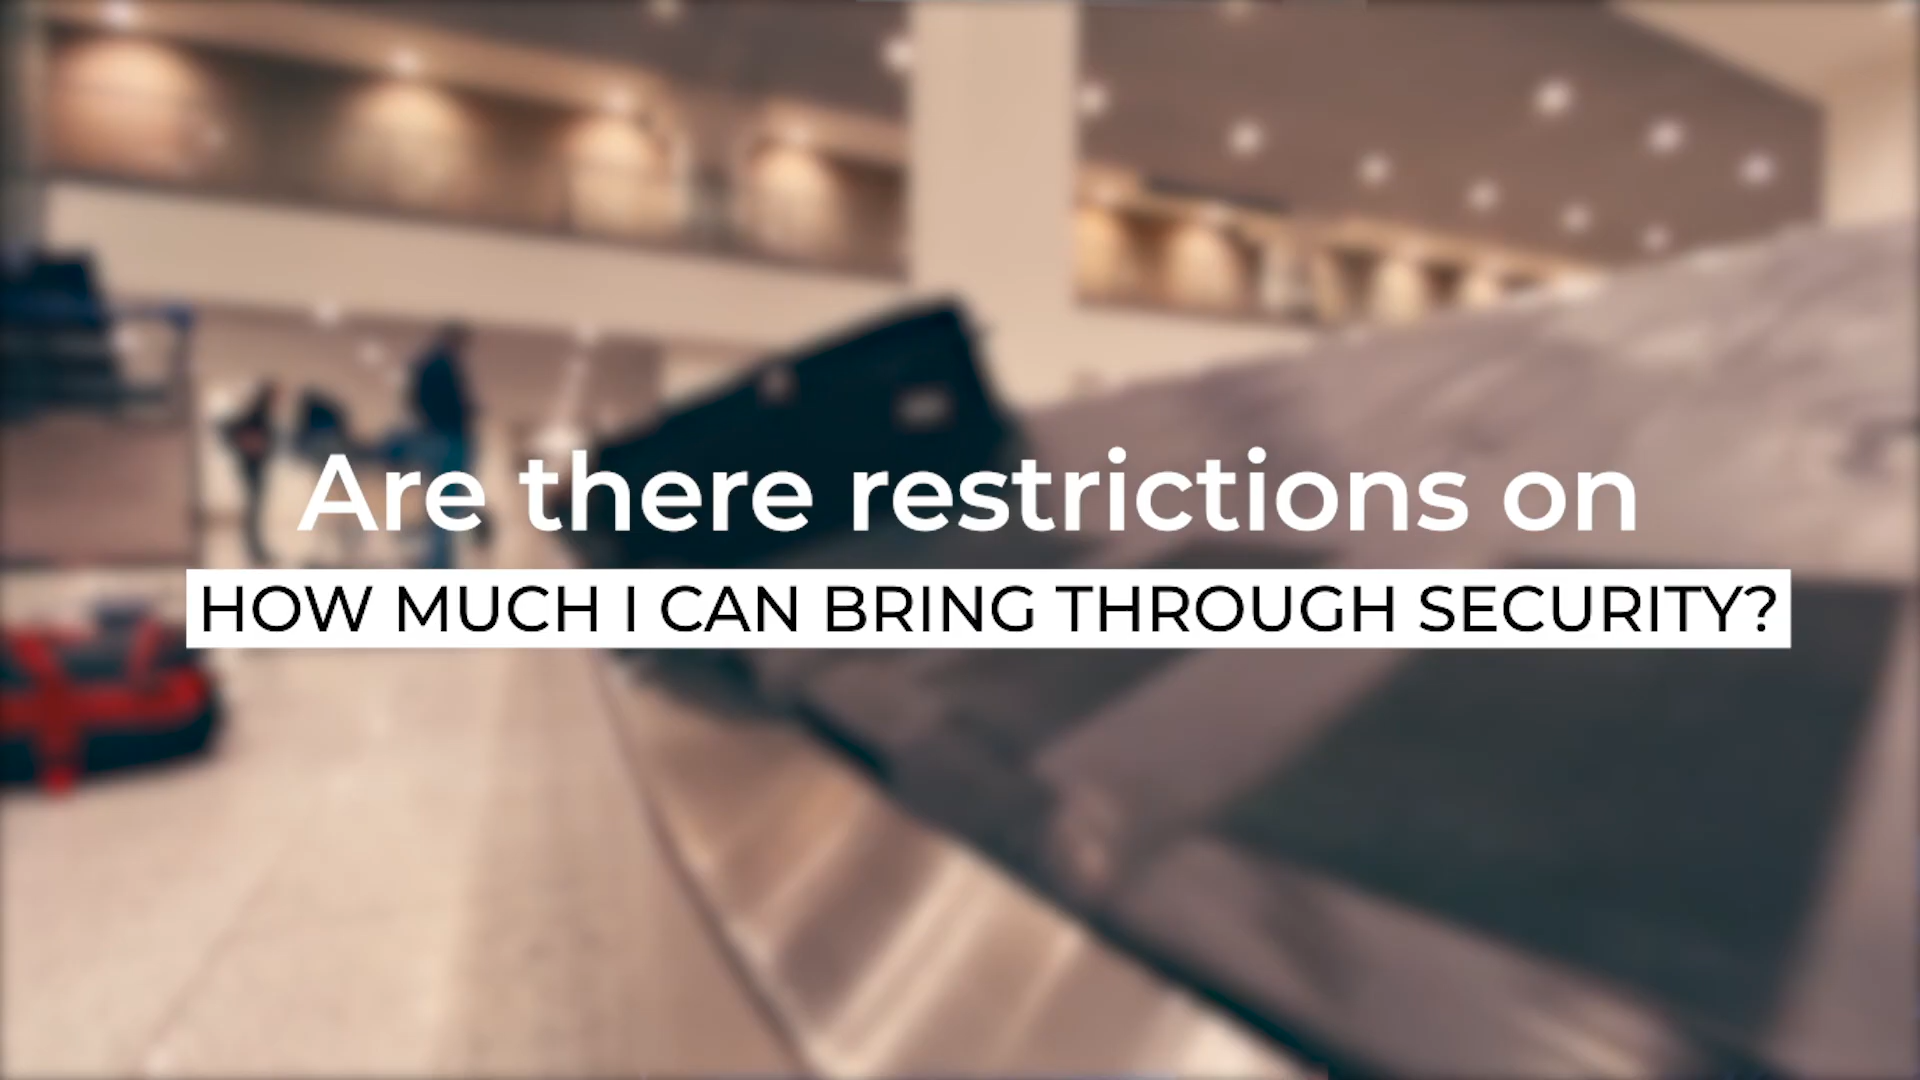 Are there restrictions on
HOW MUCH I CAN BRING THROUGH SECURITY?